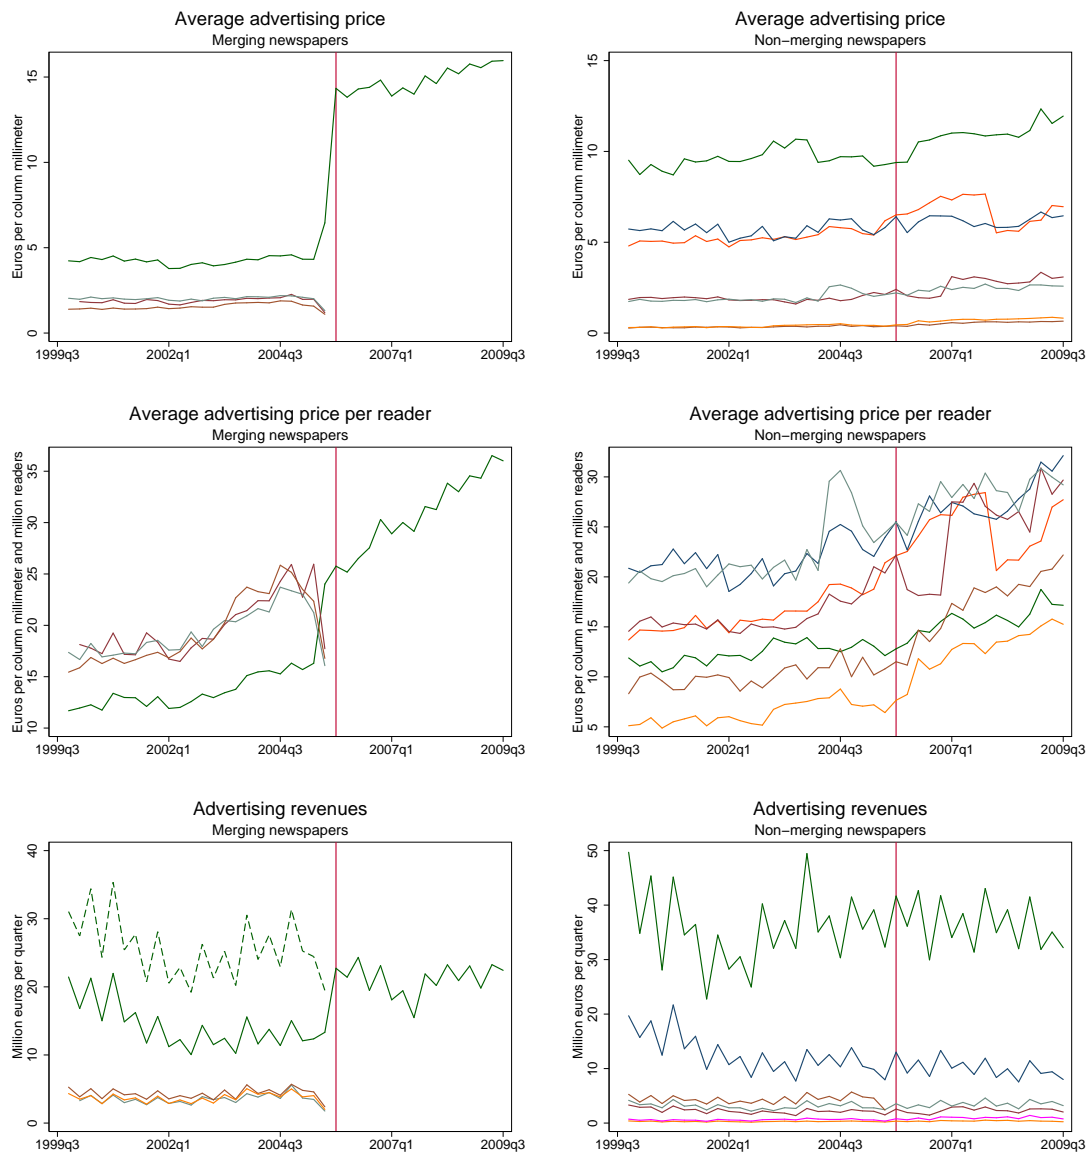 Average advertising price
Merging newspapers
Euros per column millimeter
15
10
5
0
1999q3 2002q1 2004q3 2007q1 2009q3
Average advertising price
Non−merging newspapers
Euros per column millimeter
15
10
5
0
1999q3 2002q1 2004q3 2007q1 2009q3
Average advertising price per reader
Merging newspapers
Euros per column millimeter and million readers
35
30
25
20
15
10
1999q3 2002q1 2004q3 2007q1 2009q3
Average advertising price per reader
Non−merging newspapers
Euros per column millimeter and million readers
30
25
20
15
10
5
1999q3 2002q1 2004q3 2007q1 2009q3
Advertising revenues
Merging newspapers
Million euros per quarter
40
30
20
10
0
1999q3 2002q1 2004q3 2007q1 2009q3
Advertising revenues
Non−merging newspapers
Million euros per quarter
50
40
30
20
10
0
1999q3 2002q1 2004q3 2007q1 2009q3